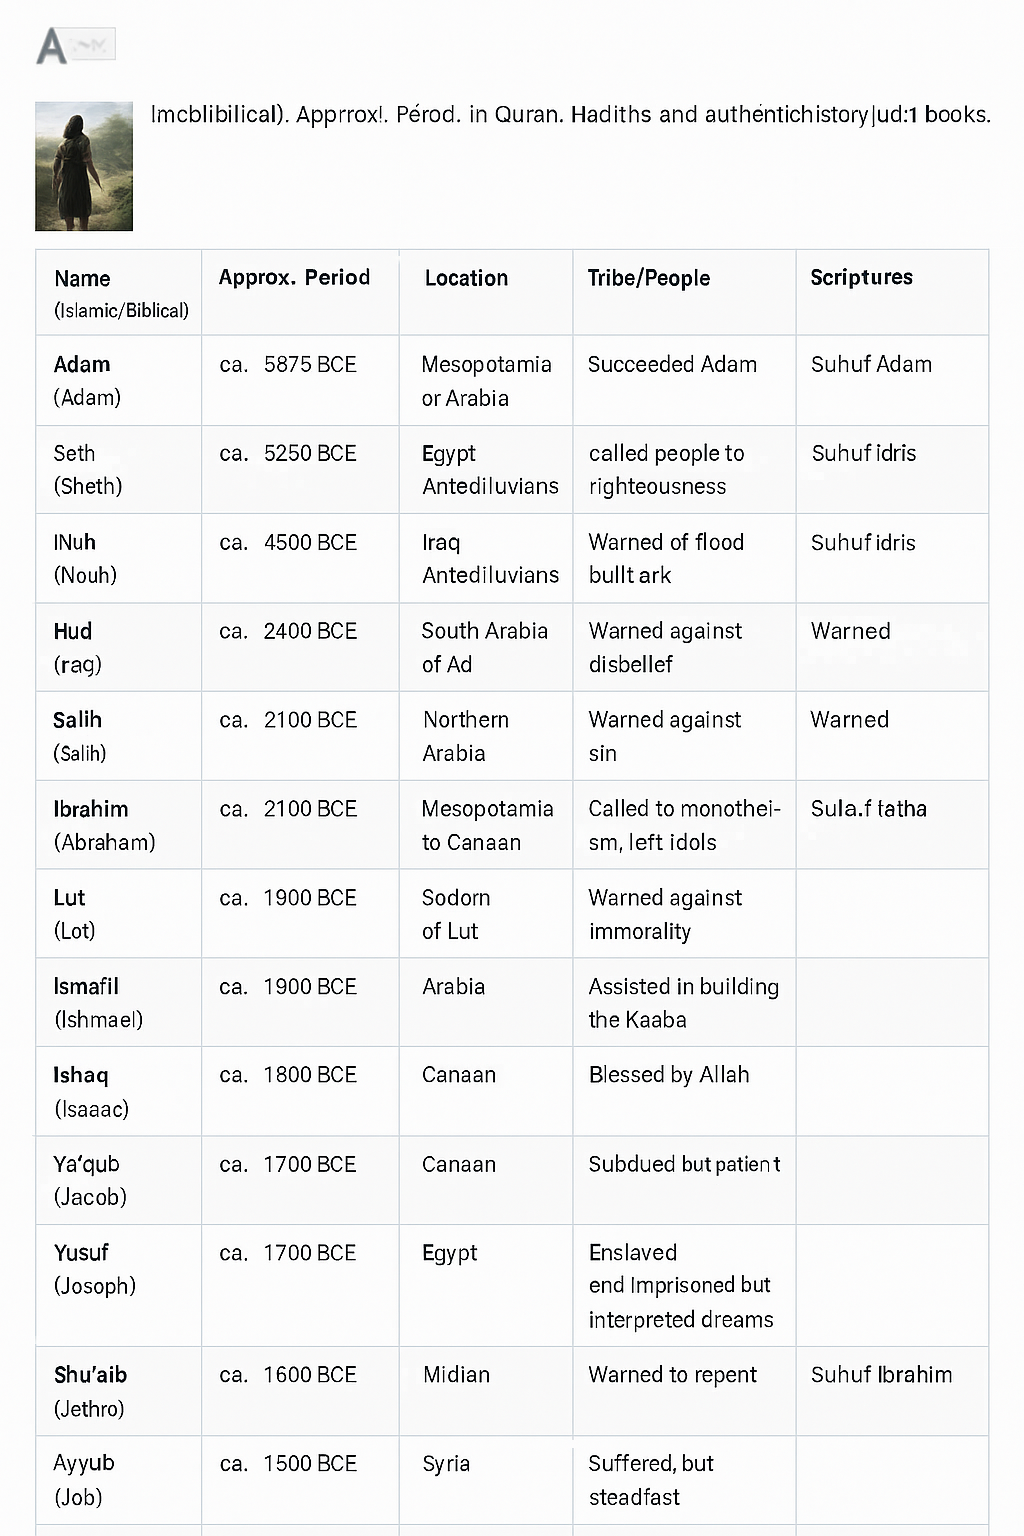 A
Imcblibilical). Apprrox!. Pérod. in Quran. Hadiths and authéntichistory|ud:1 books.
Name Approx. Period Location Tribe/People Scriptures
(Islamic/Biblical)
Adam ca. 5875 BCE Mesopotamia Succeeded Adam Suhuf Adam
(Adam) or Arabia
Seth ca. 5250 BCE Egypt called people to Suhuf idris
(Sheth) Antediluvians righteousness
INuh ca. 4500 BCE Iraq Warned of flood Suhuf idris
(Nouh) Antediluvians bullt ark
Hud ca. 2400 BCE South Arabia Warned against Warned
(raq) of Ad disbellef
Salih ca. 2100 BCE Northern Warned against Warned
(Salih) Arabia sin
Ibrahim ca. 2100 BCE Mesopotamia Called to monothei- Sula.f tatha
(Abraham) to Canaan sm, left idols
Lut ca. 1900 BCE Sodorn Warned against
(Lot) of Lut immorality
Ismafil ca. 1900 BCE Arabia Assisted in building
(Ishmael) the Kaaba
Ishaq ca. 1800 BCE Canaan Blessed by Allah
(Isaaac)
Ya‘qub ca. 1700 BCE Canaan Subdued but patient
(Jacob)
Yusuf ca. 1700 BCE Egypt Enslaved
(Josoph) end Imprisoned but
interpreted dreams
Shu'aib ca. 1600 BCE Midian Warned to repent Suhuf Ibrahim
(Jethro)
Ayyub ca. 1500 BCE Syria Suffered, but
(Job) steadfast